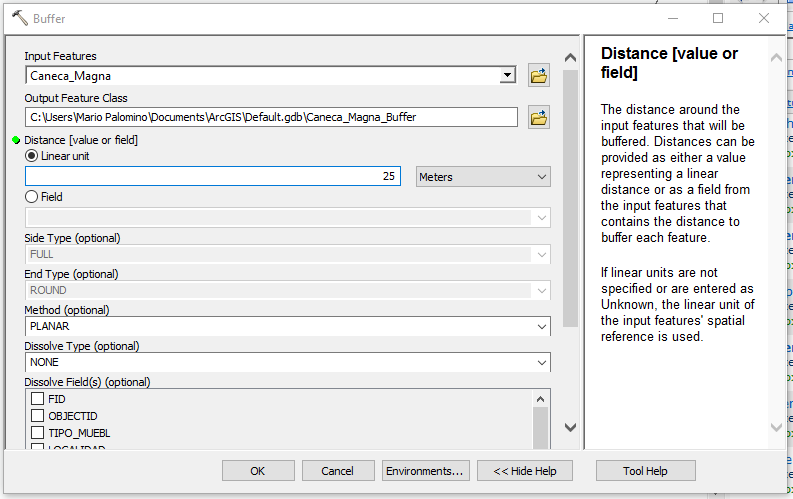 Buffer
Input Features
Caneca_Magna
Output Feature Class
C:\Users\Mario Palomino\Documents\ArcGIS\Default.gdb\Caneca_Magna_Buffer
Distance [value or field]
Linear unit
25 Meters
Field
Side Type (optional)
FULL
End Type (optional)
ROUND
Method (optional)
PLANAR
Dissolve Type (optional)
NONE
Dissolve Field(s) (optional)
FID
OBJECTID
TIPO_MUEBL
LOCALIDAD
OK Cancel Environments... << Hide Help Tool Help
Distance [value or
field]
The distance around the
input features that will be
buffered. Distances can be
provided as either a value
representing a linear
distance or as a field from
the input features that
contains the distance to
buffer each feature.
If linear units are not
specified or are entered as
Unknown, the linear unit of
the input features' spatial
reference is used.